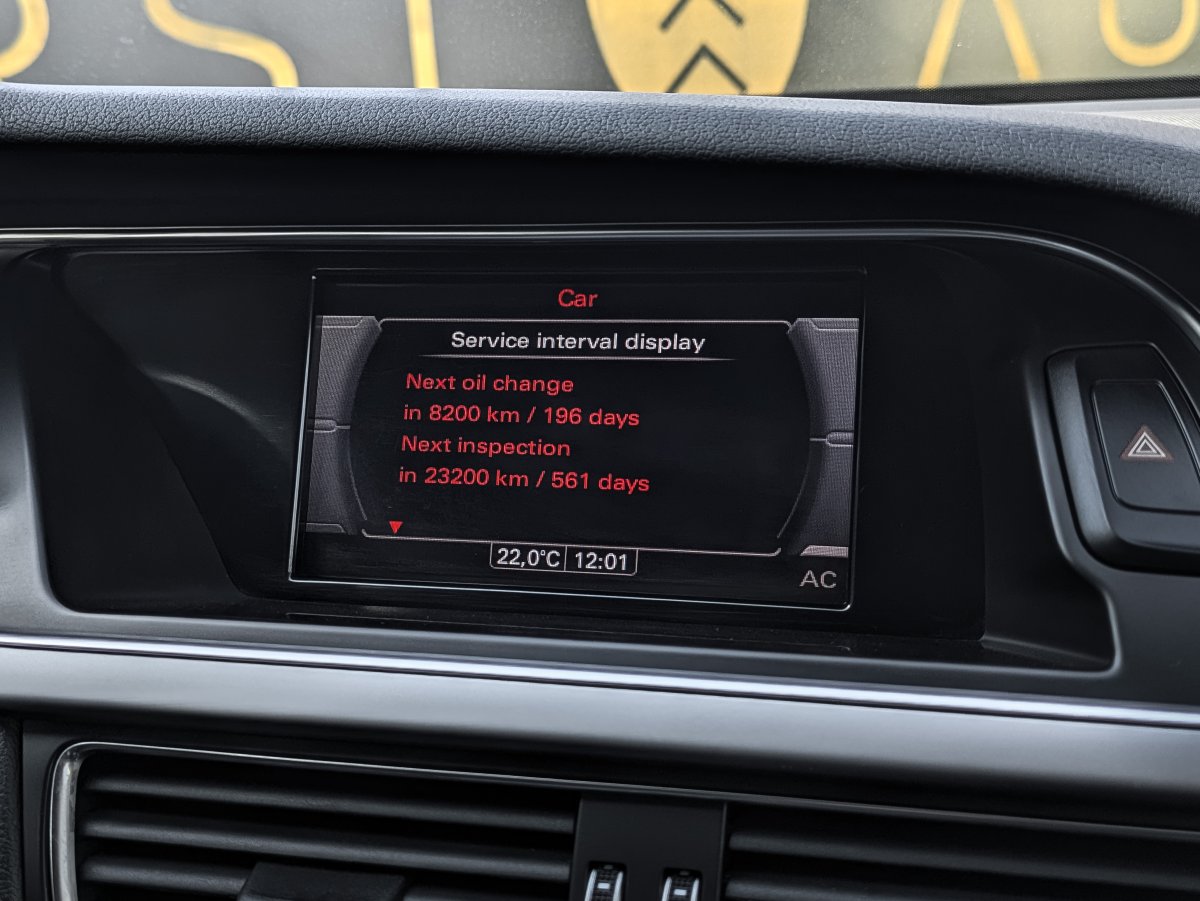 Car
Service interval display
Next oil change
in 8200 km / 196 days
Next inspection
in 23200 km / 561 days
22,0°C 12:01
AC